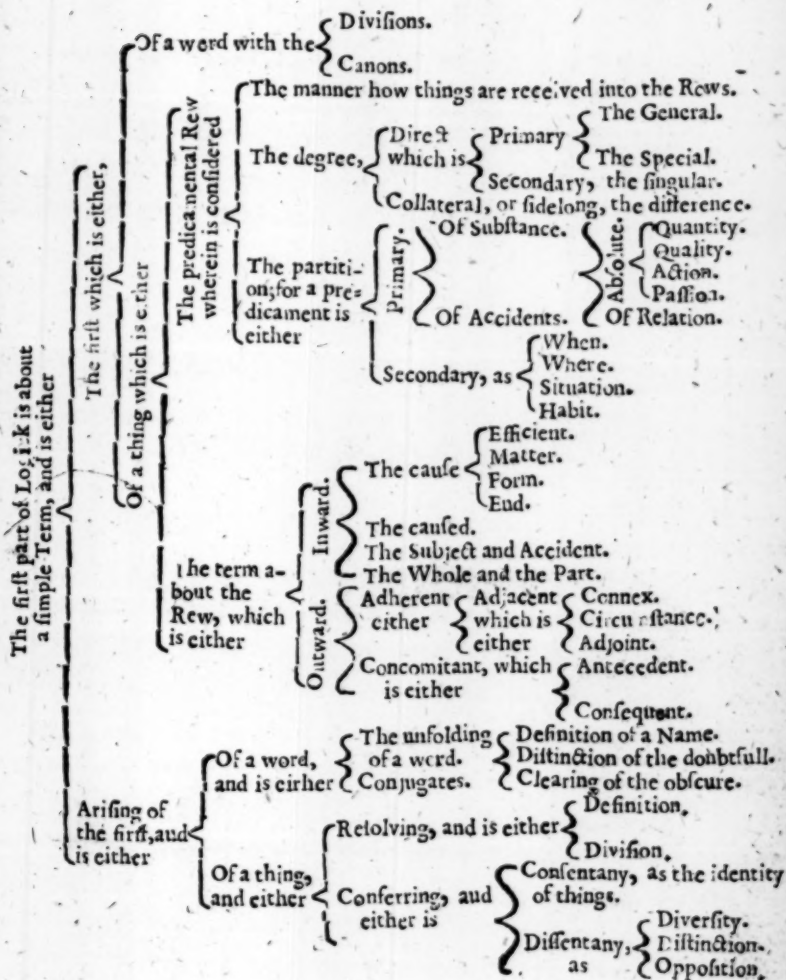 The first part of Logick is about
a simple Term, and is either
The first which is either,
Of a word with the
Divisions.
Canons.
Of a thing which is either
The predicamental Rew
wherein is considered
The manner how things are received into the Rews.
The degree,
Direct
which is
Primary
The General.
The Special.
Secondary, the singular.
Collateral, or sidelong, the difference.
The partiti-
on; for a pre-
dicament is
either
Primary.
Of Substance.
Of Accidents.
Absolute.
Quantity.
Quality.
Action.
Passion.
Of Relation.
Secondary, as
When.
Where.
Situation.
Habit.
The term a-
bout the
Rew, which
is either
Inward.
The cause
Efficient.
Matter.
Form.
End.
The caused.
The Subject and Accident.
The Whole and the Part.
Outward.
Adherent
either
Adjacent
which is
either
Connex.
Circumstance.
Adjoint.
Concomitant, which
is either
Antecedent.
Consequent.
Arising of
the first, and
is either
Of a word,
and is eirher
The unfolding
of a word.
Definition of a Name.
Distinction of the doubtfull.
Clearing of the obscure.
Conjugates.
Of a thing,
and either
Resolving, and is either
Definition.
Division.
Conferring, and
either is
Consentany, as the identity
of things.
Dissentany,
as
Diversity.
Distinction.
Opposition.